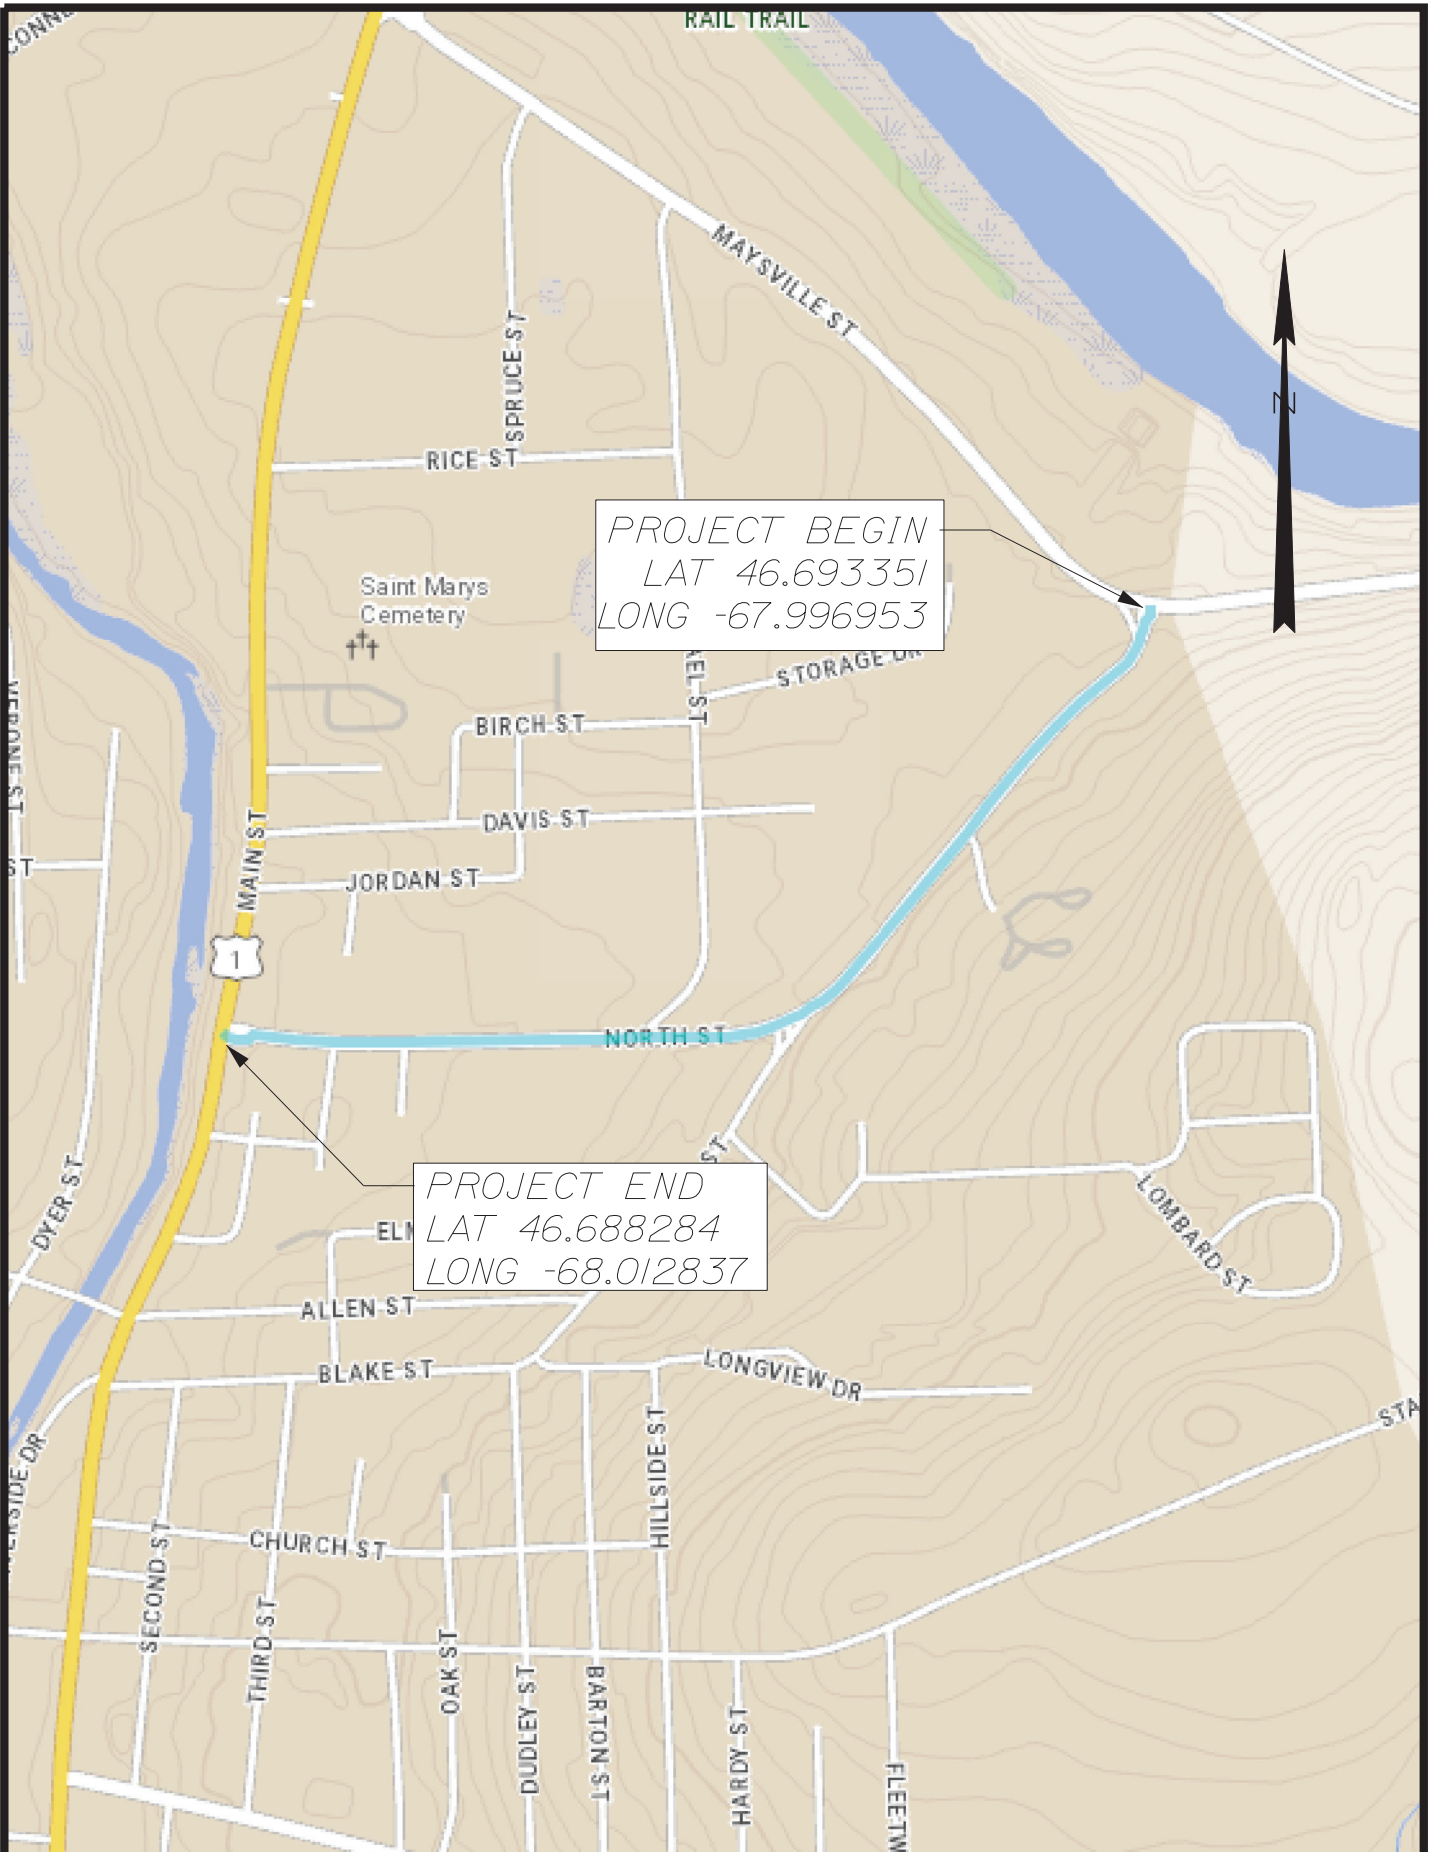 RAIL TRAIL
MAYSVILLE ST
SPRUCE ST
RICE ST
PROJECT BEGIN
LAT 46.693351
LONG -67.996953
Saint Marys
Cemetery
STORAGE DR
BIRCH ST
DAVIS ST
JORDAN ST
MAIN ST
1
NORTH ST
ST
N
PROJECT END
LAT 46.688284
LONG -68.012837
DYER ST
LOMBARD ST
ALLEN ST
BLAKE ST
LONGVIEW DR
HILLSIDE ST
CHURCH ST
SECOND ST
THIRD ST
OAK ST
DUDLEY ST
BARTON ST
HARDY ST